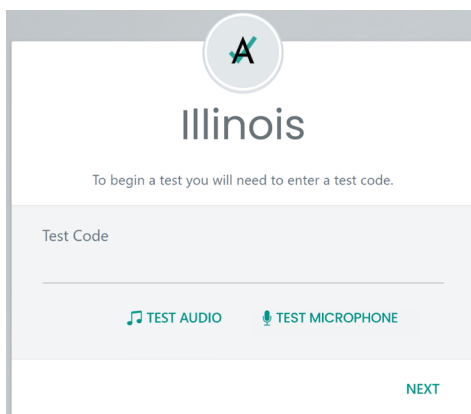 A
Illinois
To begin a test you will need to enter a test code.
Test Code
TEST AUDIO TEST MICROPHONE
NEXT